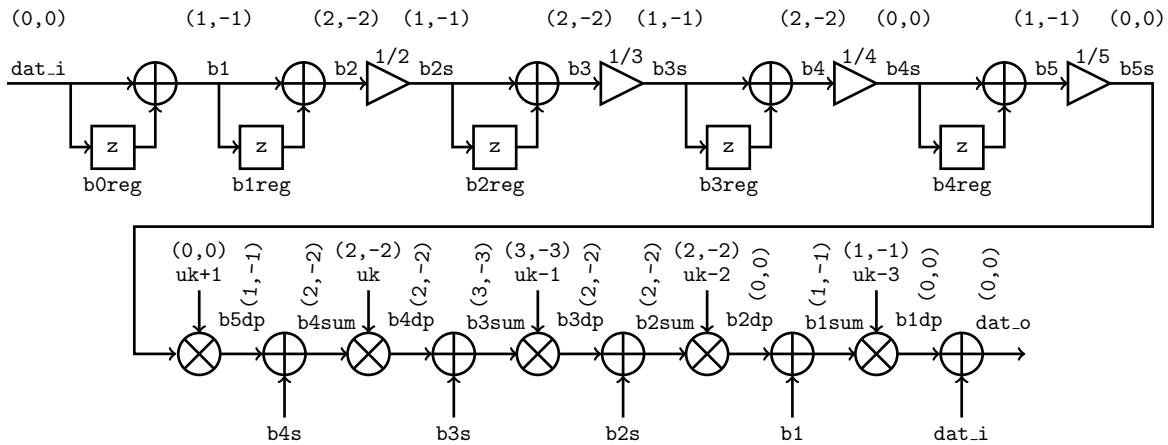 (0,0) (1,-1) (2,-2) (1,-1) (2,-2) (1,-1) (2,-2) (0,0) (1,-1) (0,0)
dat_i b1 b2 1/2 b2s b3 1/3 b3s b4 1/4 b4s b5 1/5 b5s
z z z z z
b0reg b1reg b2reg b3reg b4reg
(0,0) (1,-1) (2,-2) (2,-2) (2,-2) (3,-3) (3,-3) (2,-2) (2,-2) (2,-2) (0,0) (1,-1) (1,-1) (0,0) (0,0)
uk+1 uk uk-1 uk-2 uk-3
b5dp b4sum b4dp b3sum b3dp b2sum b2dp b1sum b1dp dat_o
b4s b3s b2s b1 dat_i